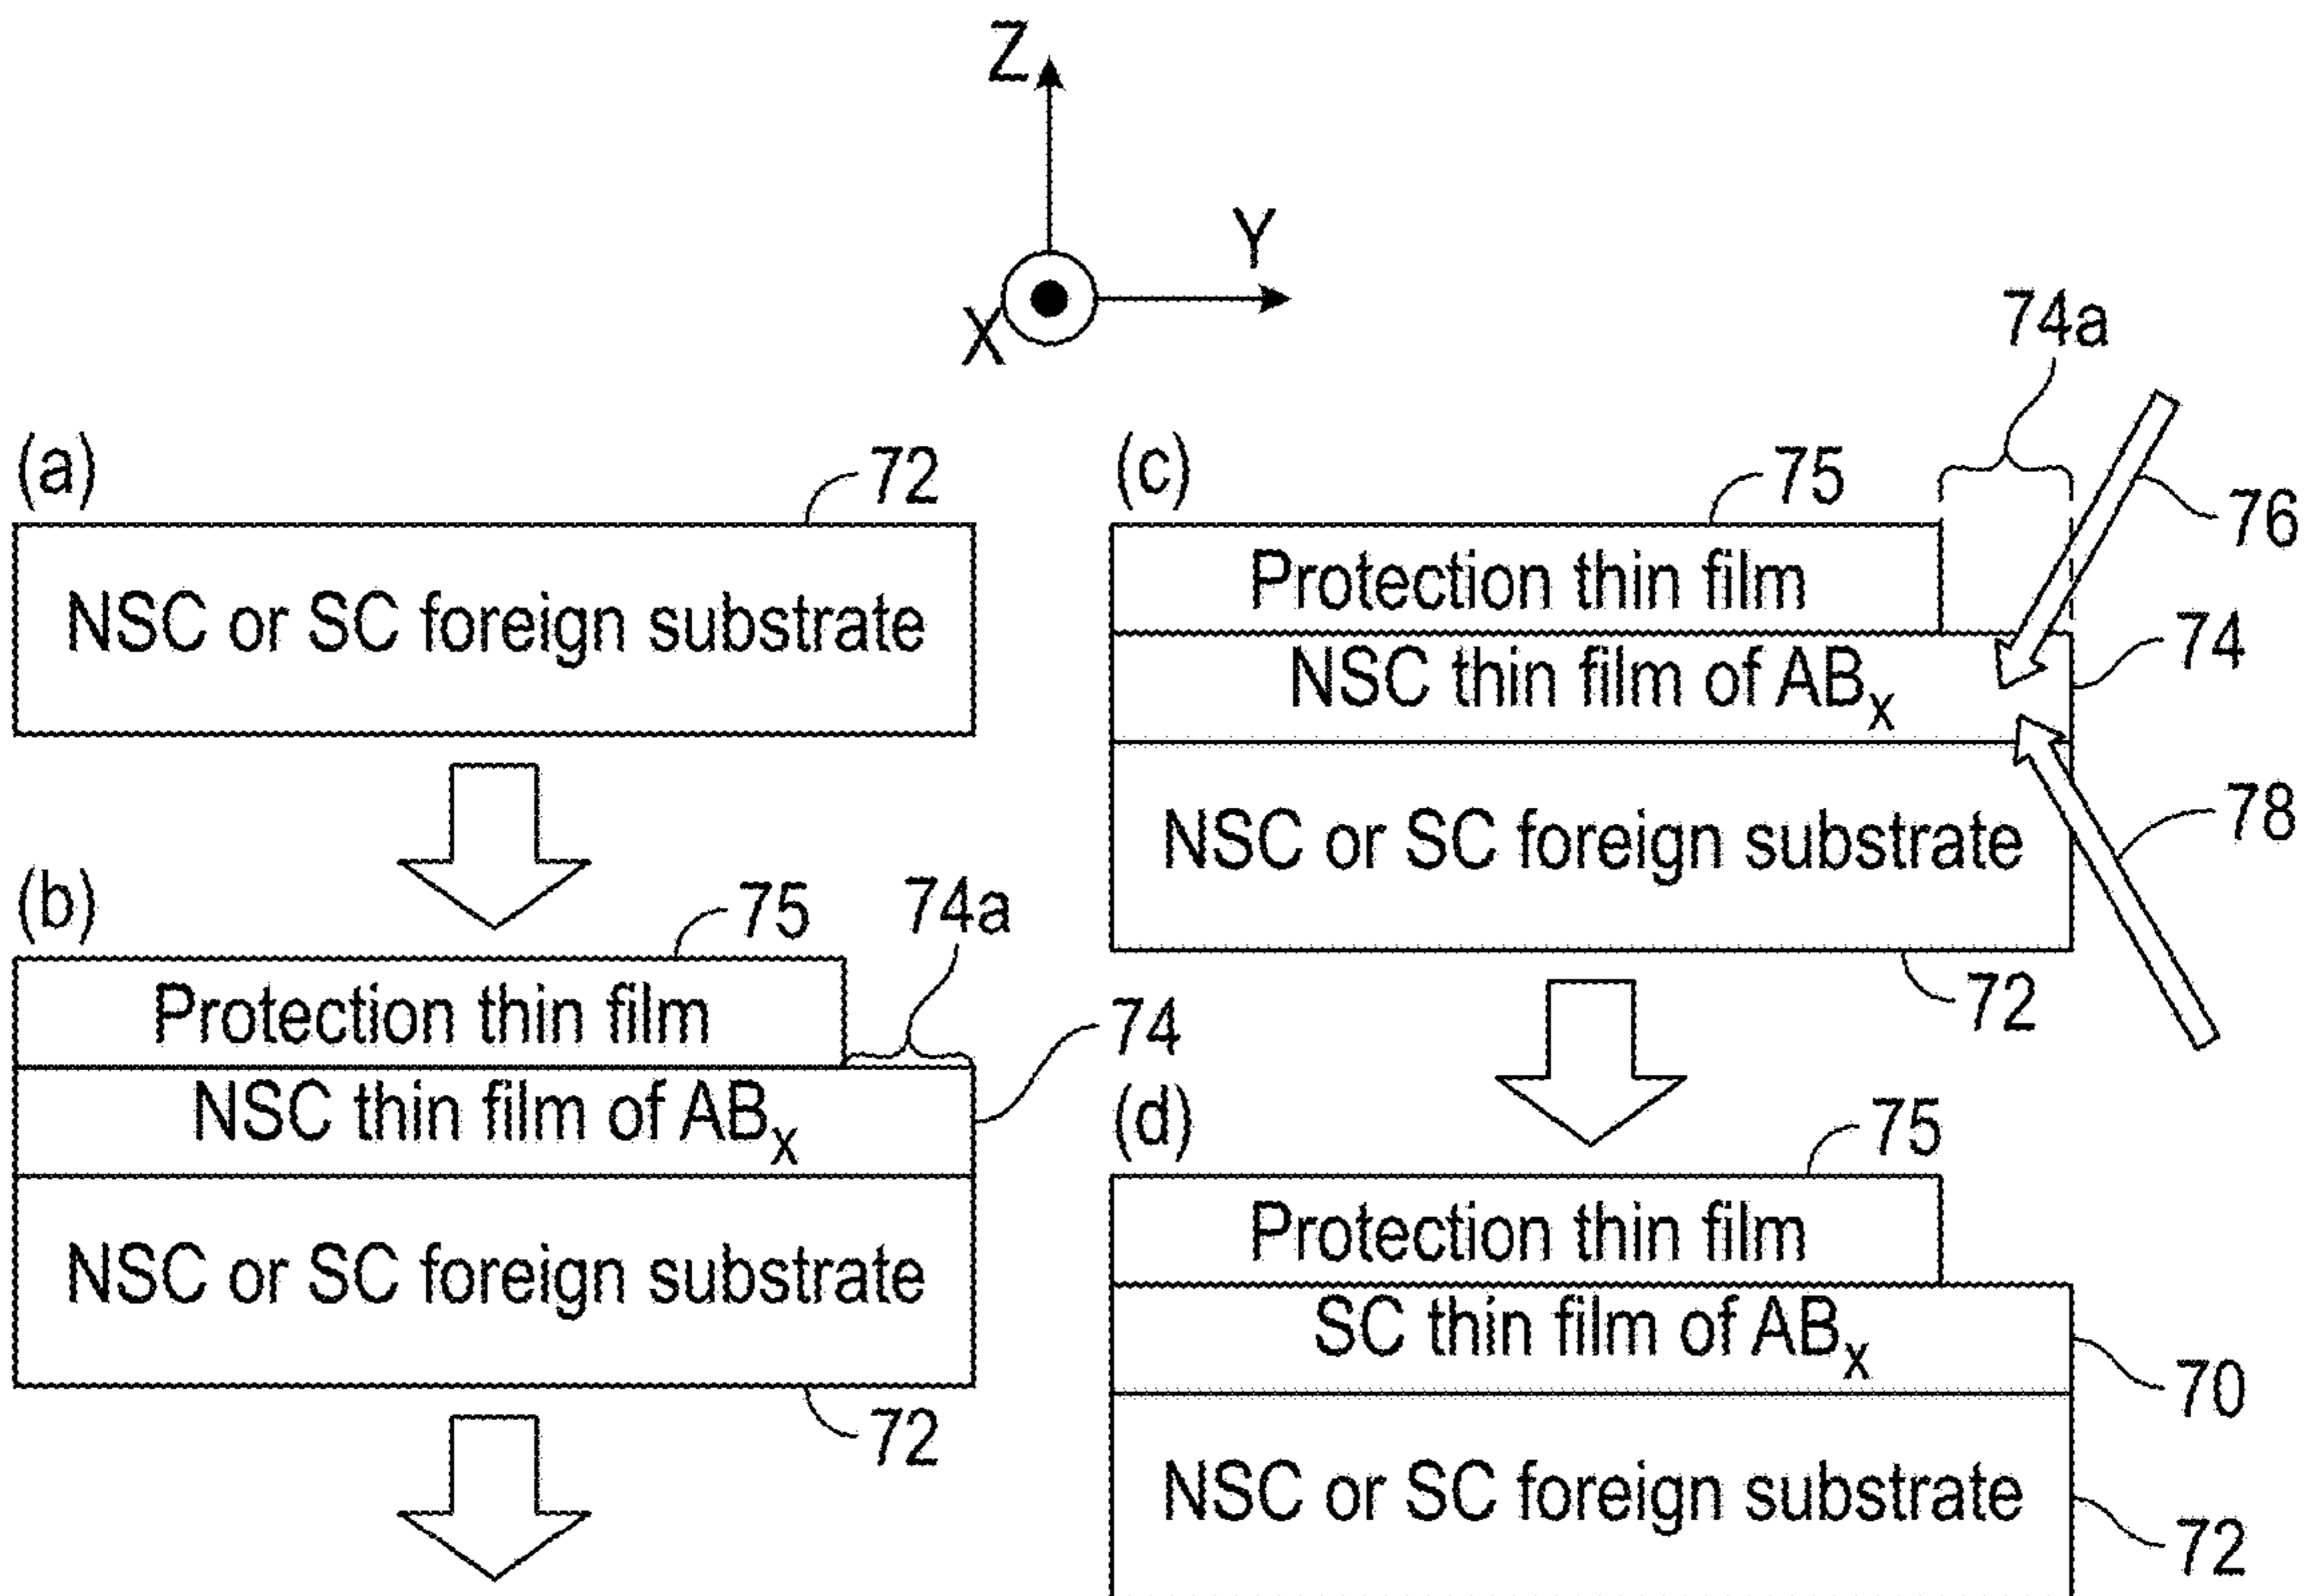 Z
Y
X
(a)
72
NSC or SC foreign substrate
(b)
75
74a
Protection thin film
74
NSC thin film of ABx
NSC or SC foreign substrate
72
(c)
75
74a
76
Protection thin film
74
NSC thin film of ABx
78
NSC or SC foreign substrate
72
(d)
75
Protection thin film
SC thin film of ABx
70
NSC or SC foreign substrate
72